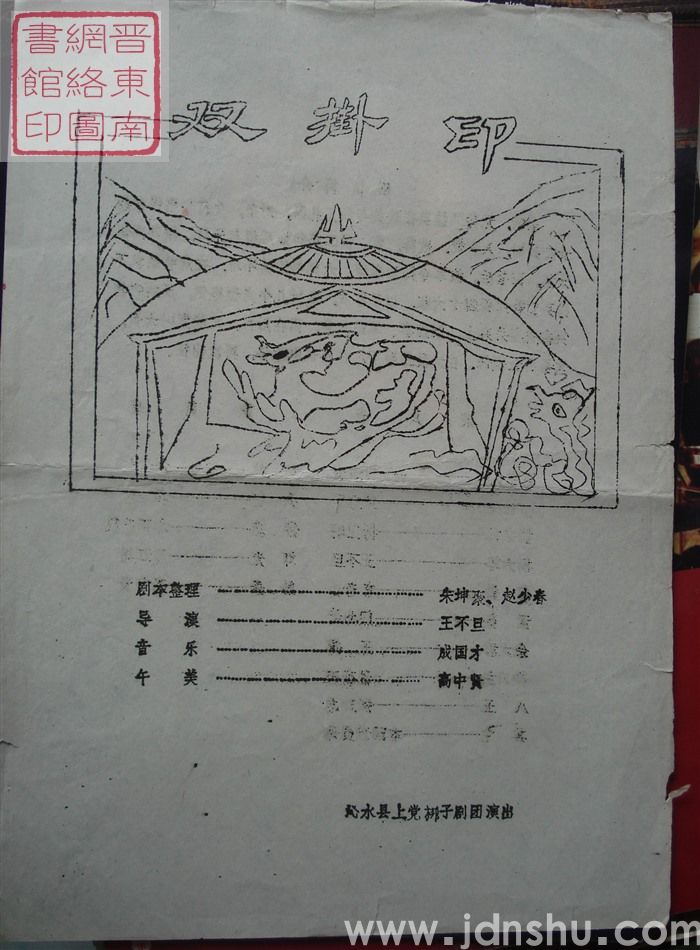 晋東南
網絡圖
書館印
双掛印
剧本整理 朱坤 、赵少春
导演 王不旦
音乐 成国才
午美 高中贤
沁水县上党梆子剧团演出
www.jdnshu.com